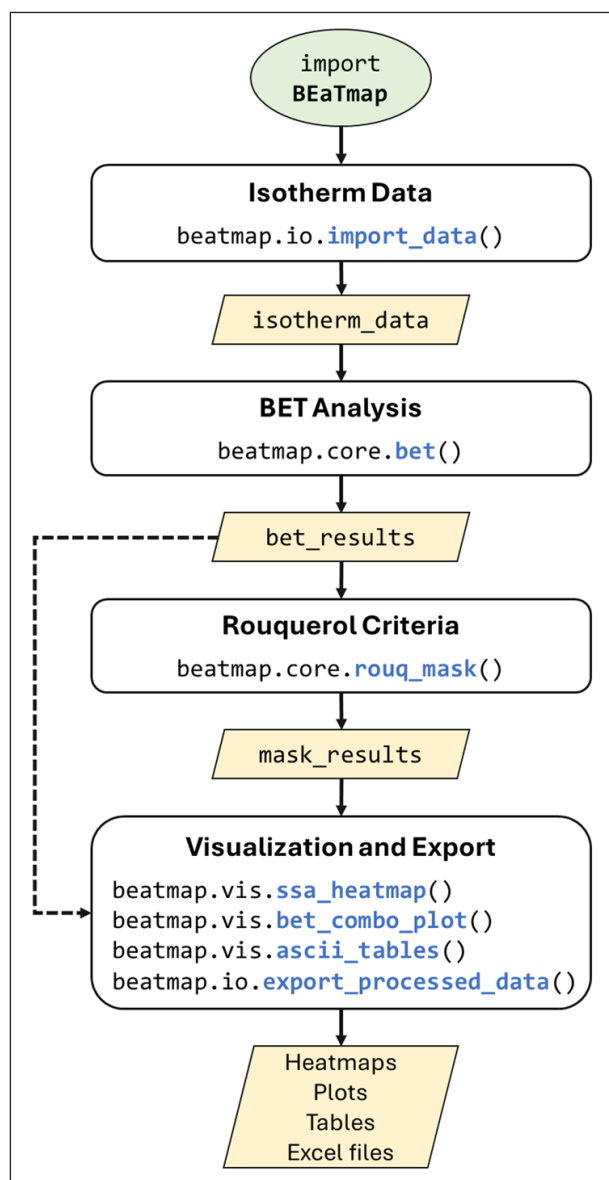 import
BEaTmap
Isotherm Data
beatmap.io.import_data()
isotherm_data
BET Analysis
beatmap.core.bet()
bet_results
Rouquerol Criteria
beatmap.core.rouq_mask()
mask_results
Visualization and Export
beatmap.vis.ssa_heatmap()
beatmap.vis.bet_combo_plot()
beatmap.vis.ascii_tables()
beatmap.io.export_processed_data()
Heatmaps
Plots
Tables
Excel files